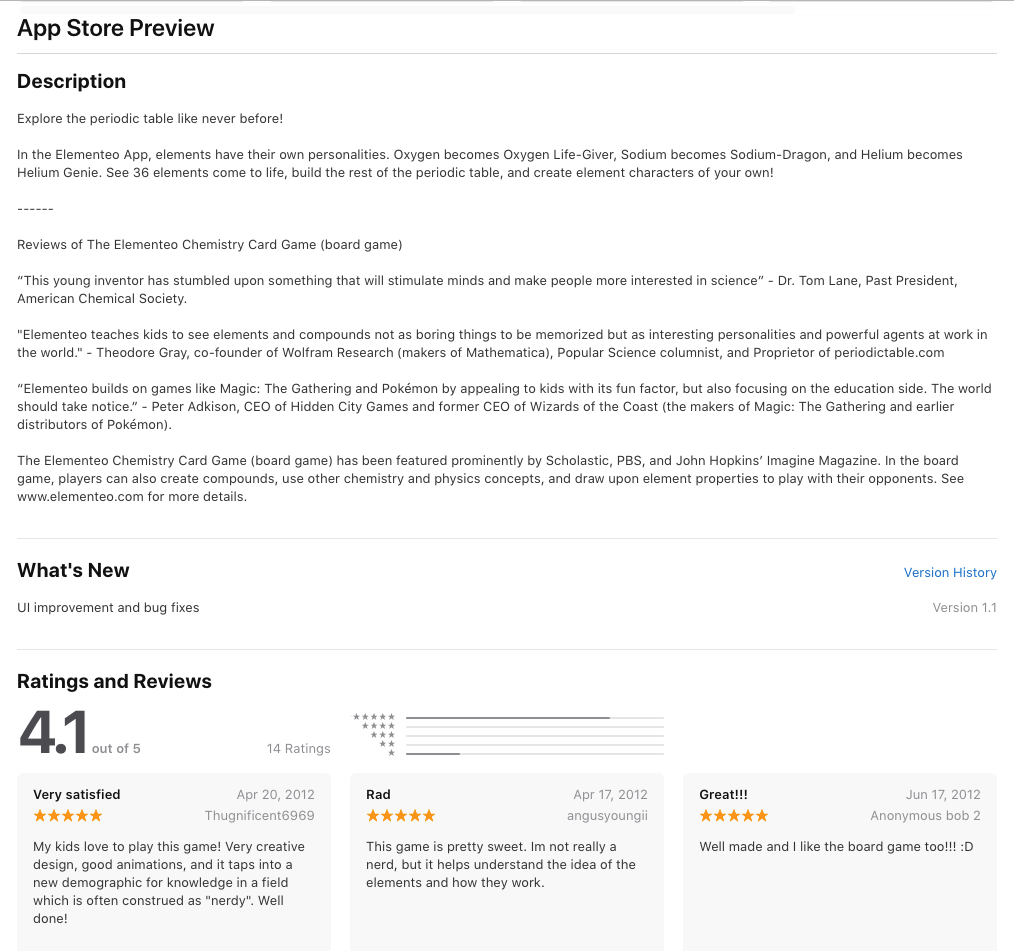 App Store Preview
Description
Explore the periodic table like never before!
In the Elementeo App, elements have their own personalities. Oxygen becomes Oxygen Life-Giver, Sodium becomes Sodium-Dragon, and Helium becomes
Helium Genie. See 36 elements come to life, build the rest of the periodic table, and create element characters of your own!
------
Reviews of The Elementeo Chemistry Card Game (board game)
“This young inventor has stumbled upon something that will stimulate minds and make people more interested in science” - Dr. Tom Lane, Past President,
American Chemical Society.
"Elementeo teaches kids to see elements and compounds not as boring things to be memorized but as interesting personalities and powerful agents at work in
the world." - Theodore Gray, co-founder of Wolfram Research (makers of Mathematica), Popular Science columnist, and Proprietor of periodictable.com
“Elementeo builds on games like Magic: The Gathering and Pokémon by appealing to kids with its fun factor, but also focusing on the education side. The world
should take notice.” - Peter Adkison, CEO of Hidden City Games and former CEO of Wizards of the Coast (the makers of Magic: The Gathering and earlier
distributors of Pokémon).
The Elementeo Chemistry Card Game (board game) has been featured prominently by Scholastic, PBS, and John Hopkins’ Imagine Magazine. In the board
game, players can also create compounds, use other chemistry and physics concepts, and draw upon element properties to play with their opponents. See
www.elementeo.com for more details.
What's New
Version History
UI improvement and bug fixes
Version 1.1
Ratings and Reviews
4.1 out of 5
14 Ratings
Very satisfied
Apr 20, 2012
Thugnificent6969
My kids love to play this game! Very creative
design, good animations, and it taps into a
new demographic for knowledge in a field
which is often construed as "nerdy". Well
done!
Rad
Apr 17, 2012
angusyoungii
This game is pretty sweet. Im not really a
nerd, but it helps understand the idea of the
elements and how they work.
Great!!!
Jun 17, 2012
Anonymous bob 2
Well made and I like the board game too!!! :D